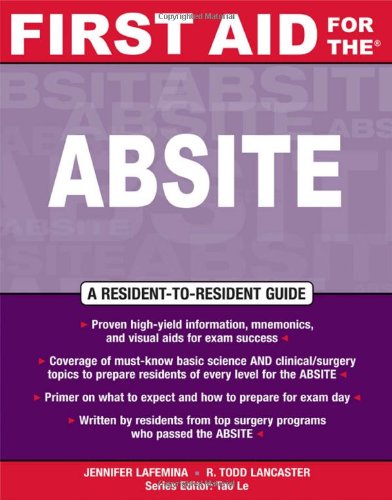 FIRST AID FOR THE®
ABSITE
ABSITE
A RESIDENT-TO-RESIDENT GUIDE
Proven high-yield information, mnemonics,
and visual aids for exam success
Coverage of must-know basic science AND clinical/surgery
topics to prepare residents of every level for the ABSITE
Primer on what to expect and how to prepare for exam day
Written by residents from top surgery programs
who passed the ABSITE
JENNIFER LAFEMINA • R. TODD LANCASTER
Series Editor: Tao Le